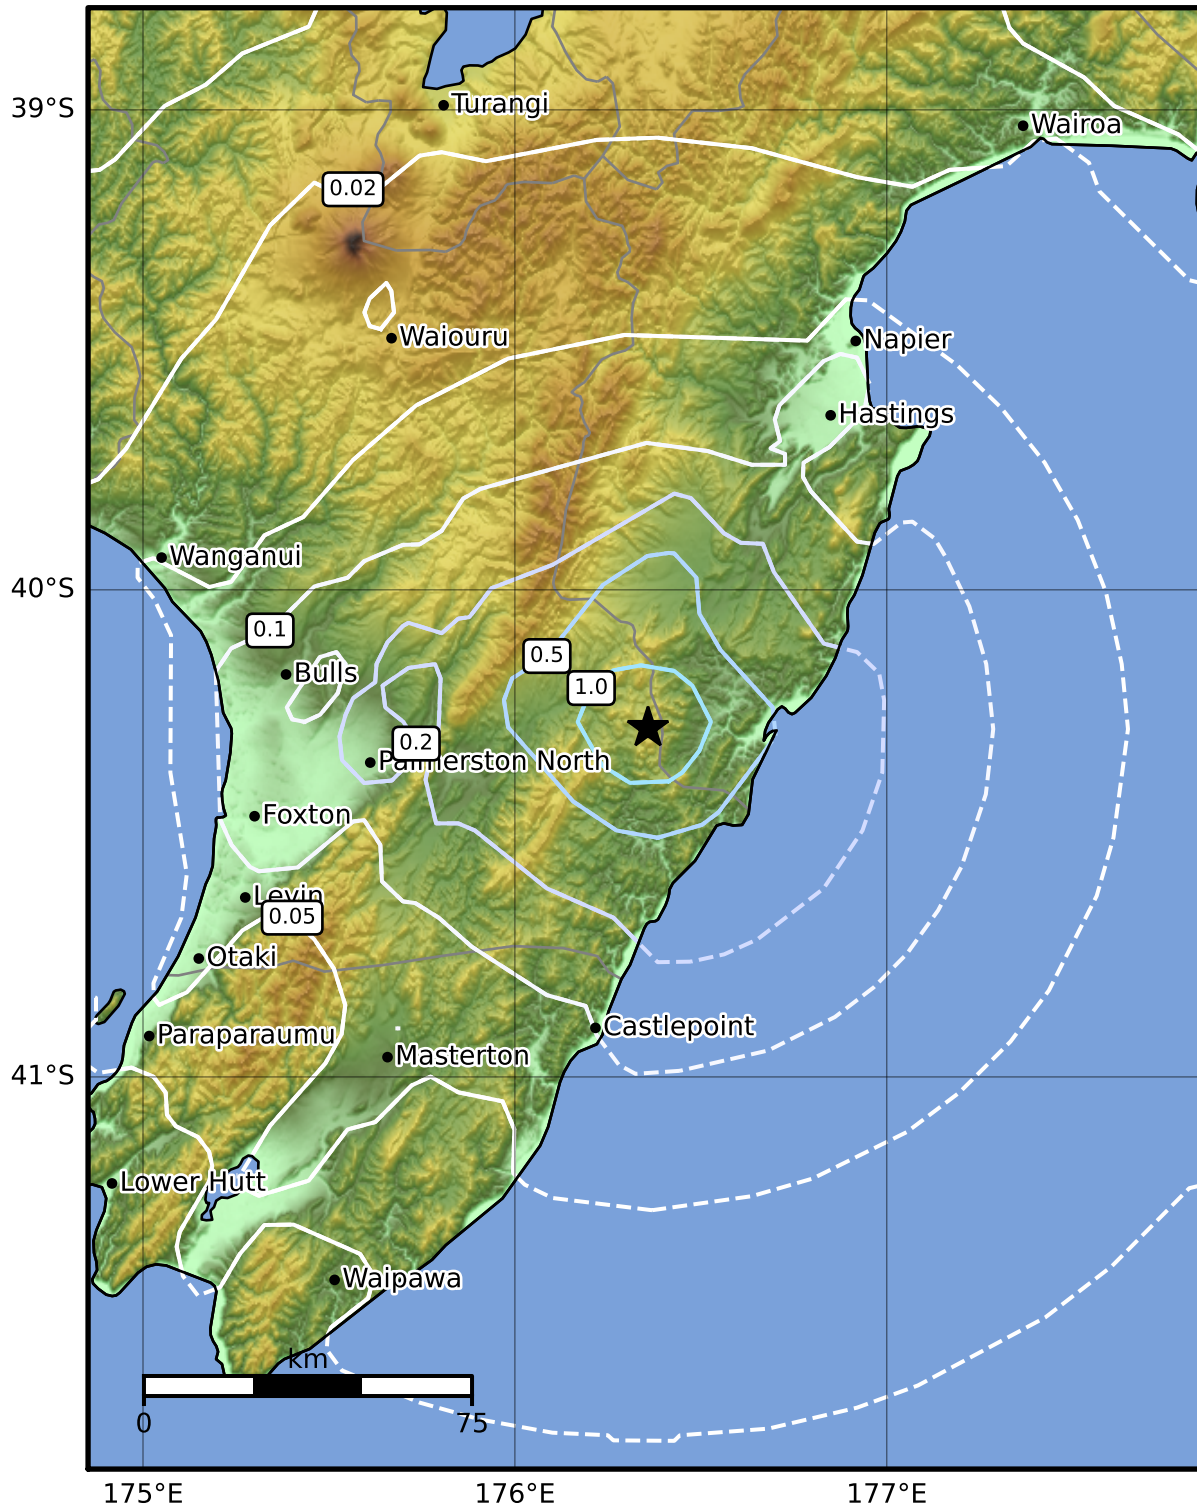 39°S
Turangi
Wairoa
0.02
Waiouru
Napier
Hastings
Wanganui
40°S
0.1
Bulls
0.5
1.0
0.2
Palmerston North
Foxton
Levin
0.05
Otaki
Paraparaumu
Castlepoint
Masterton
41°S
Lower Hutt
Waipawa
km
0 75
175°E 176°E 177°E